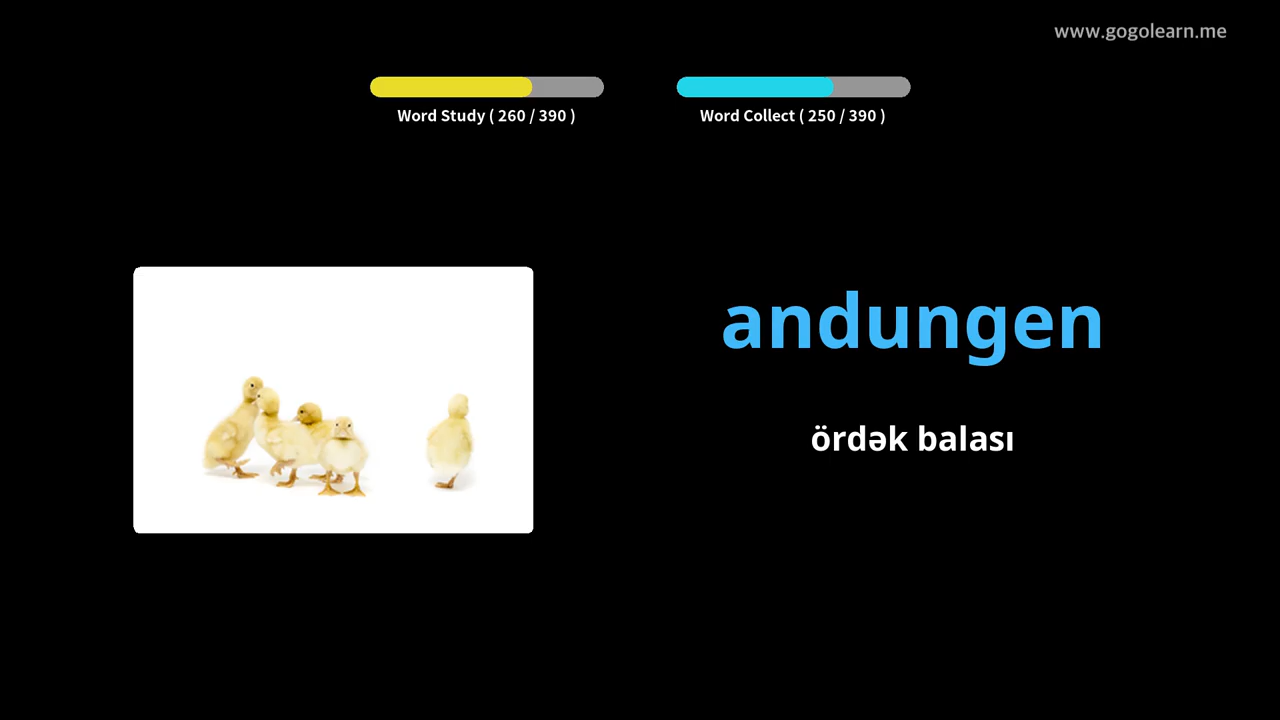 www.gogolearn.me
Word Study ( 260 / 390 )
Word Collect ( 250 / 390 )
andungen
ördək balası